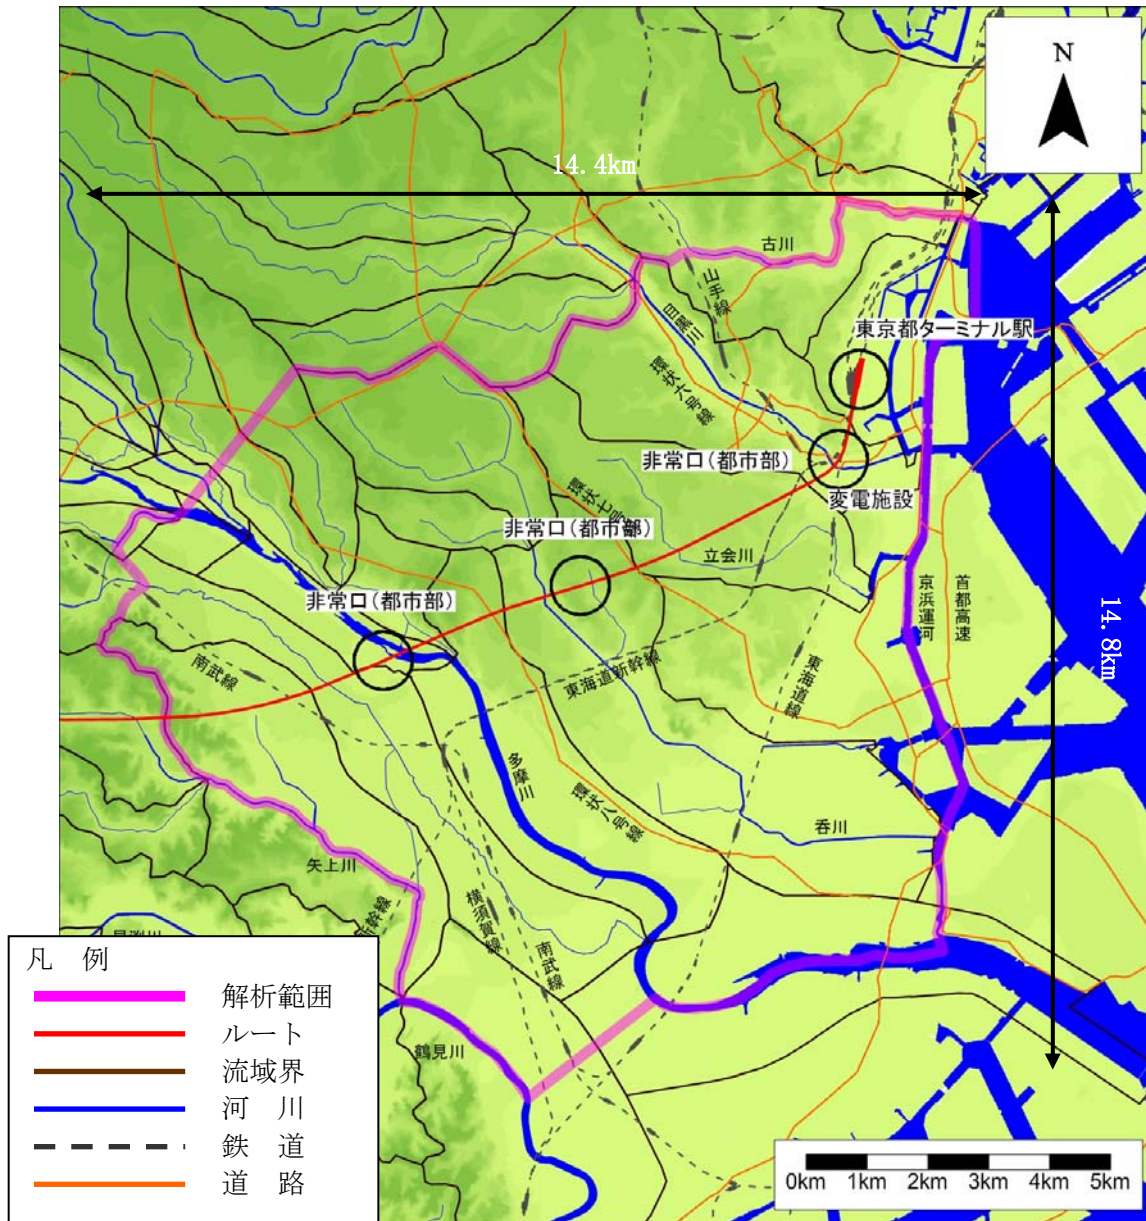 N
14.4km
古川
山手線
目黒川
東京都ターミナル駅
環状六号線
非常口(都市部)
変電施設
環状七号線
非常口(都市部)
立会川
非常口(都市部)
京浜運河
首都高速
14.8km
南武線
東海道新幹線
東海道線
多摩川
環状八号線
呑川
矢上川
新幹線
横須賀線
南武線
鶴見川
凡 例
解析範囲
ルート
流域界
河 川
鉄 道
道 路
0km 1km 2km 3km 4km 5km